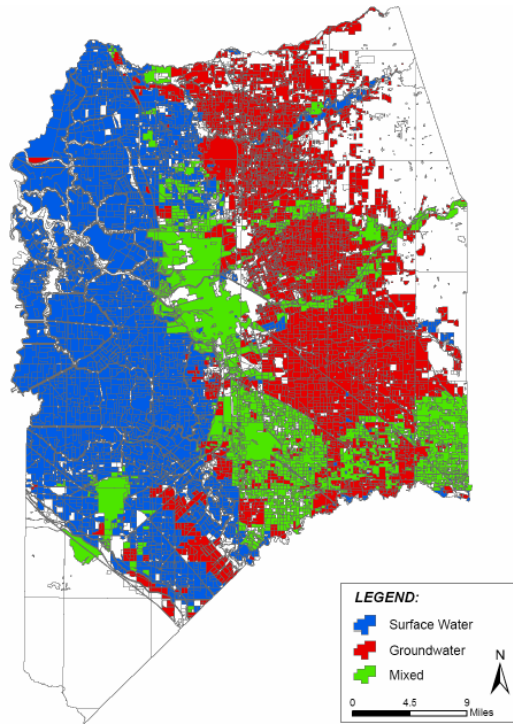 LEGEND:
Surface Water
Groundwater
Mixed
N
0 4.5 9
Miles